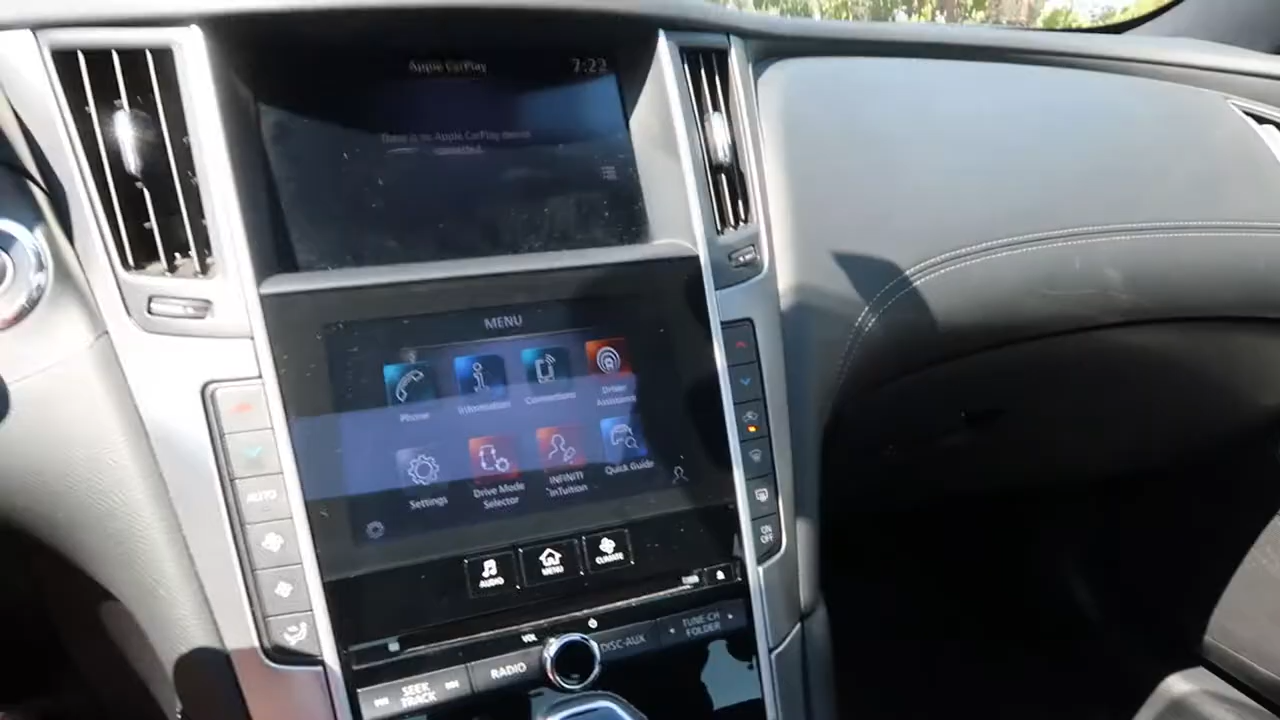 Apple CarPlay
7:22
There is no Apple CarPlay device
connected.
MENU
Phone
Information
Connections
Driver
Assistance
Settings
Drive Mode
Selector
INFINITI
InTuition
Quick Guide
AUTO
AUDIO
MENU
CLIMATE
ON
OFF
VOL
DISC·AUX
TUNE·CH
FOLDER
RADIO
SEEK
TRACK